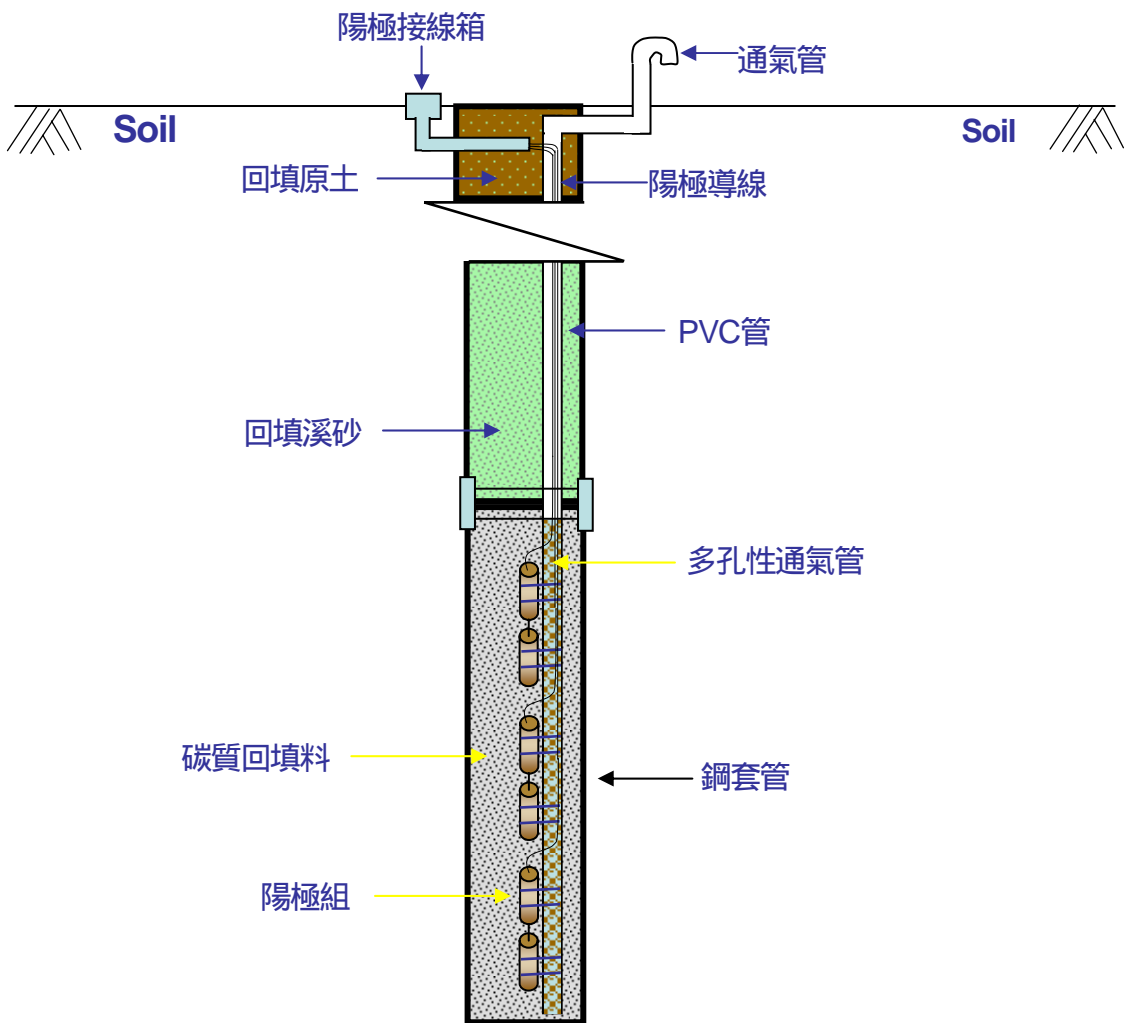 陽極接線箱
通氣管
Soil
Soil
回填原土
陽極導線
PVC管
回填溪砂
多孔性通氣管
碳質回填料
鋼套管
陽極組